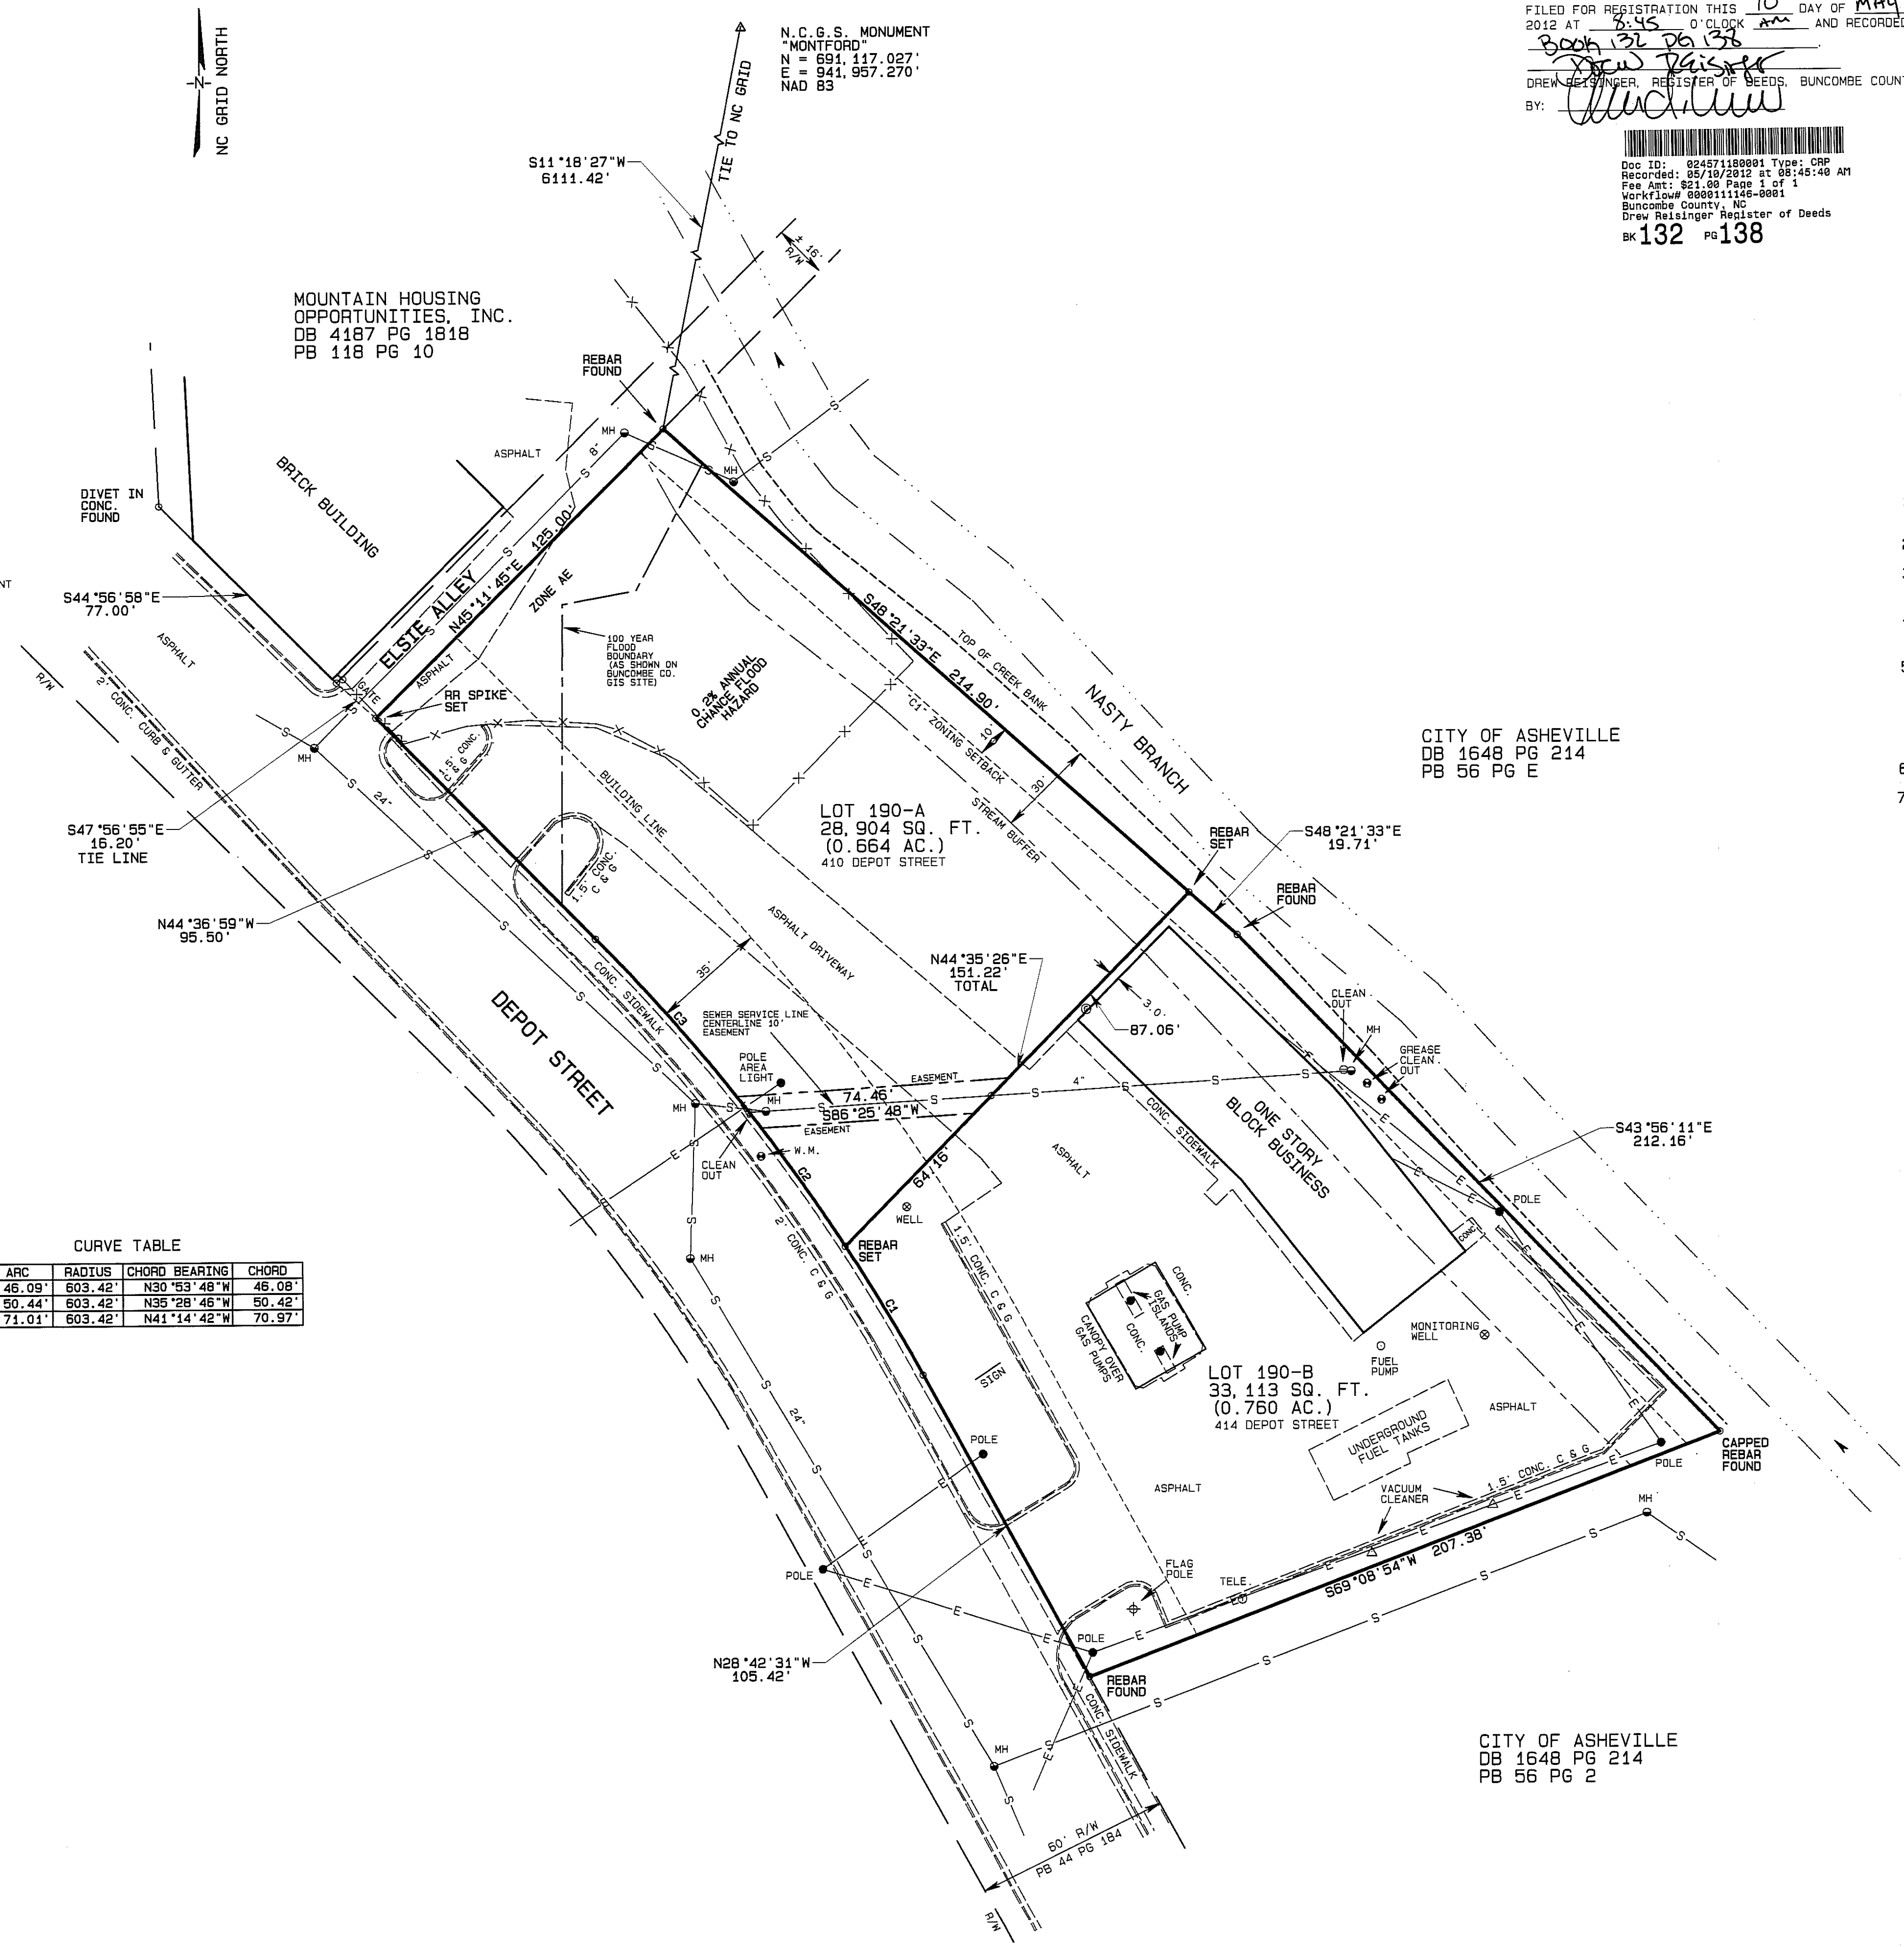 FILED FOR REGISTRATION THIS 10 DAY OF MAY
2012 AT 8:45 O'CLOCK AM AND RECORDED
BOOK 132 PG 138
Drew Reisinger
DREW REISINGER, REGISTER OF DEEDS, BUNCOMBE COUN
BY:
Doc ID: 024571180001 Type: CRP
Recorded: 05/10/2012 at 08:45:40 AM
Fee Amt: $21.00 Page 1 of 1
Workflow# 0000111146-0001
Buncombe County, NC
Drew Reisinger Register of Deeds
BK 132 PG 138
-N-
NC GRID NORTH
N.C.G.S. MONUMENT
"MONTFORD"
N = 691,117.027'
E = 941,957.270'
NAD 83
TIE TO NC GRID
S11°18'27"W
6111.42'
± 16'
R/W
MOUNTAIN HOUSING
OPPORTUNITIES, INC.
DB 4187 PG 1818
PB 118 PG 10
REBAR
FOUND
MH
ASPHALT
S
8"
MH
BRICK BUILDING
DIVET IN
CONC.
FOUND
NT
S44°56'58"E
77.00'
ASPHALT
R/W
2' CONC. CURB & GUTTER
ELSIE ALLEY
N45°11'45"E 125.00'
ZONE AE
ASPHALT
GATE
RR SPIKE
SET
100 YEAR
FLOOD
BOUNDARY
(AS SHOWN ON
BUNCOMBE CO.
GIS SITE)
0.2% ANNUAL
CHANCE FLOOD
HAZARD
S48°21'33"E 214.90'
TOP OF CREEK BANK
NASTY BRANCH
"C1" ZONING SETBACK
10'
30'
STREAM BUFFER
CITY OF ASHEVILLE
DB 1648 PG 214
PB 56 PG E
5
6
7
MH
24"
1.5' CONC.
C & G
S47°56'55"E
16.20'
TIE LINE
BUILDING LINE
LOT 190-A
28,904 SQ. FT.
(0.664 AC.)
410 DEPOT STREET
REBAR
SET
S48°21'33"E
19.71'
REBAR
FOUND
1.5' CONC.
C & G
N44°36'59"W
95.50'
ASPHALT DRIVEWAY
N44°35'26"E
151.22'
TOTAL
35'
CONC. SIDEWALK
DEPOT STREET
C3
SEWER SERVICE LINE
CENTERLINE 10'
EASEMENT
3.0'
87.06'
CLEAN
OUT
MH
GREASE
CLEAN
OUT
POLE
AREA
LIGHT
EASEMENT
74.46'
S86°25'48"W
EASEMENT
MH
MH
4"
CONC. SIDEWALK
ONE STORY
BLOCK BUSINESS
S43°56'11"E
212.16'
CLEAN
OUT
W.M.
C2
64.16'
ASPHALT
POLE
WELL
CONC.
2' CONC. C & G
CURVE TABLE
ARC RADIUS CHORD BEARING CHORD
46.09' 603.42' N30°53'48"W 46.08'
50.44' 603.42' N35°28'46"W 50.42'
71.01' 603.42' N41°14'42"W 70.97'
MH
REBAR
SET
1.5' CONC. C & G
C1
CONC.
GAS PUMP
ISLANDS
CONC.
CANOPY OVER
GAS PUMPS
MONITORING
WELL
FUEL
PUMP
SIGN
LOT 190-B
33,113 SQ. FT.
(0.760 AC.)
414 DEPOT STREET
24"
ASPHALT
UNDERGROUND
FUEL TANKS
POLE
CAPPED
REBAR
FOUND
POLE
1.5' CONC. C & G
ASPHALT
VACUUM
CLEANER
MH
POLE
FLAG
POLE
TELE.
S69°08'54"W 207.38'
POLE
N28°42'31"W
105.42'
REBAR
FOUND
CONC. SIDEWALK
MH
CITY OF ASHEVILLE
DB 1648 PG 214
PB 56 PG 2
60' R/W
PB 44 PG 184
R/W